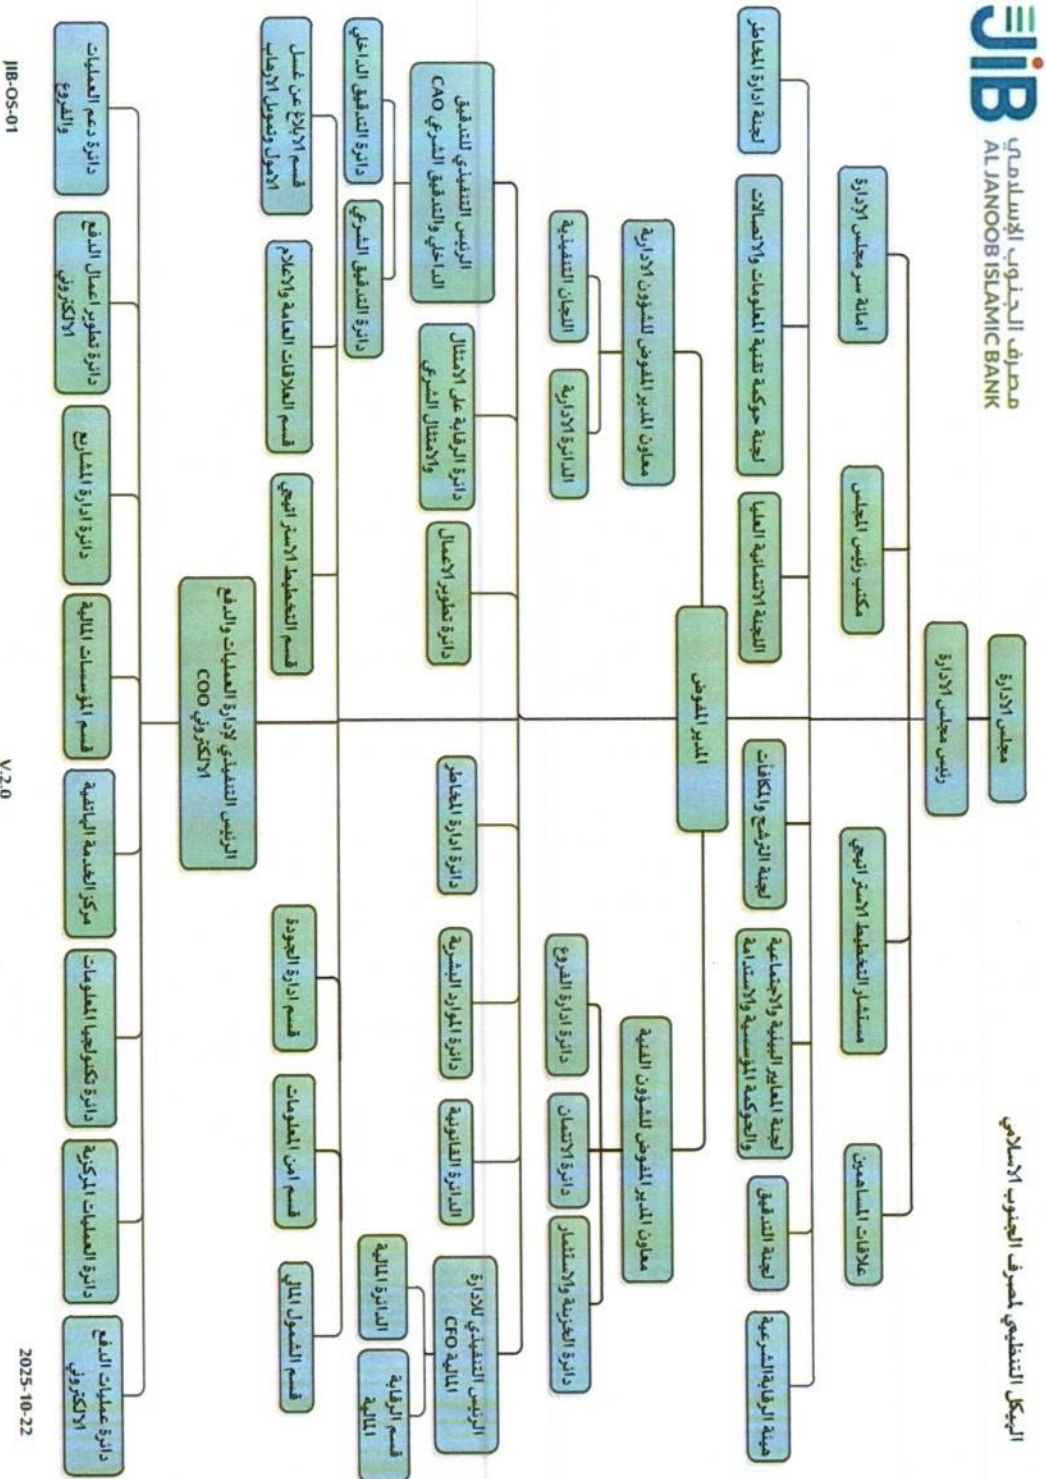 JIB
مصرف الجنوب الإسلامي
AL JANOOB ISLAMIC BANK
الهيكل التنظيمي لمصرف الجنوب الاسلامي
مجلس الادارة
رئيس مجلس الادارة
علاقات المساهمين
مستشار التخطيط الاستراتيجي
مكتب رئيس المجلس
امانة سر مجلس الإدارة
هيئة الرقابة الشرعية
لجنة التدقيق
لجنة المعايير البيئية والاجتماعية
والحوكمة المؤسسية والاستدامة
لجنة الترشح والمكافأت
اللجنة الائتمانية العليا
لجنة حوكمة تقنية المعلومات والاتصالات
لجنة ادارة المخاطر
المدير المفوض
معاون المدير المفوض للشؤون الفنية
معاون المدير المفوض للشؤون الادارية
دائرة الخزينة والاستثمار
دائرة الائتمان
دائرة ادارة الفروع
الدائرة الادارية
اللجان التنفيذية
الرئيس التنفيذي للادارة
المالية CFO
الدائرة القانونية
دائرة الموارد البشرية
دائرة ادارة المخاطر
دائرة تطوير الاعمال
دائرة الرقابة على الامتثال
والامتثال الشرعي
الرئيس التنفيذي للتدقيق
الداخلي والتدقيق الشرعي CAO
قسم الرقابة
المالية
الدائرة المالية
دائرة التدقيق الشرعي
دائرة التدقيق الداخلي
قسم الشمول المالي
قسم امن المعلومات
قسم ادارة الجودة
قسم التخطيط الاستراتيجي
قسم العلاقات العامة والاعلام
قسم الابلاغ عن غسل
الامول وتمويل الارهاب
الرئيس التنفيذي لإدارة العمليات والدفع
الالكتروني COO
دائرة عمليات الدفع
الالكتروني
دائرة العمليات المركزية
دائرة تكنولوجيا المعلومات
مركز الخدمة الهاتفية
قسم المؤسسات المالية
دائرة ادارة المشاريع
دائرة تطوير اعمال الدفع
الالكتروني
دائرة دعم العمليات
والفروع
JIB-OS-01
V.2.0
2025-10-22